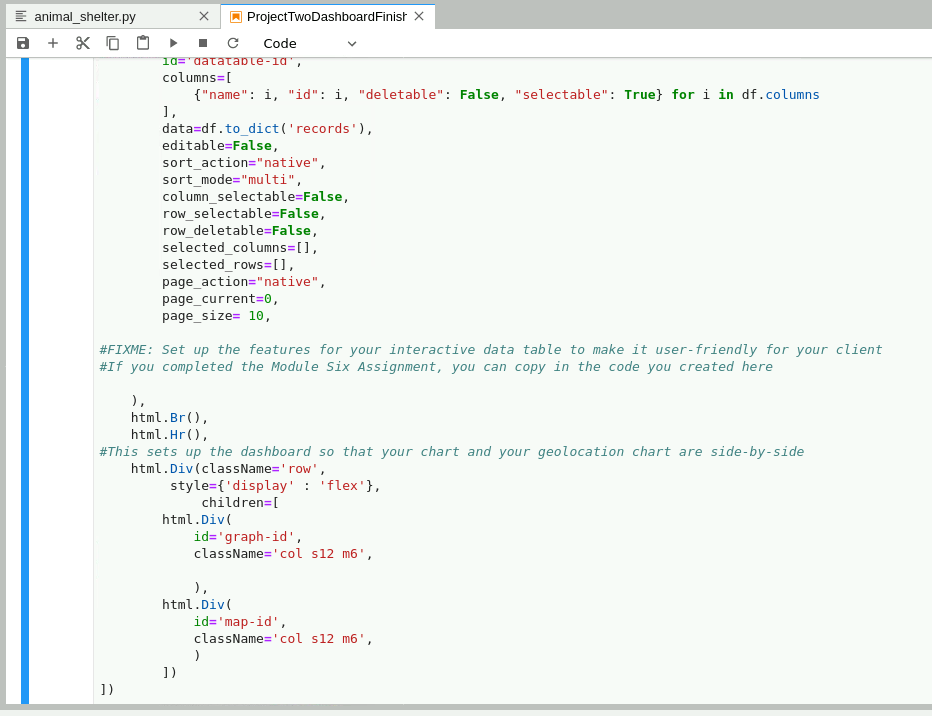 animal_shelter.py
ProjectTwoDashboardFinish
Code
id='datatable-id',
columns=[
{"name": i, "id": i, "deletable": False, "selectable": True} for i in df.columns
],
data=df.to_dict('records'),
editable=False,
sort_action="native",
sort_mode="multi",
column_selectable=False,
row_selectable=False,
row_deletable=False,
selected_columns=[],
selected_rows=[],
page_action="native",
page_current=0,
page_size= 10,
#FIXME: Set up the features for your interactive data table to make it user-friendly for your client
#If you completed the Module Six Assignment, you can copy in the code you created here
),
html.Br(),
html.Hr(),
#This sets up the dashboard so that your chart and your geolocation chart are side-by-side
html.Div(className='row',
style={'display' : 'flex'},
children=[
html.Div(
id='graph-id',
className='col s12 m6',
),
html.Div(
id='map-id',
className='col s12 m6',
)
])
])